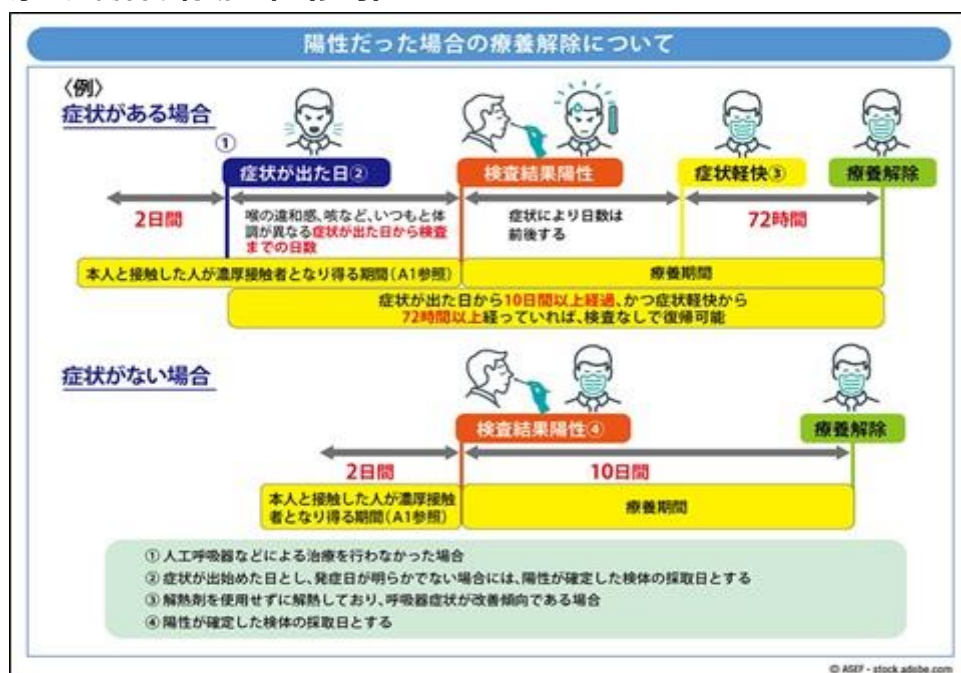 陽性だった場合の療養解除について
〈例〉
症状がある場合
①
症状が出た日②
検査結果陽性
症状軽快③
療養解除
2日間
喉の違和感、咳など、いつもと体
調が異なる症状が出た日から検査
までの日数
症状により日数は
前後する
72時間
本人と接触した人が濃厚接触者となり得る期間(A1参照)
療養期間
症状が出た日から10日間以上経過、かつ症状軽快から
72時間以上経っていれば、検査なしで復帰可能
症状がない場合
検査結果陽性④
療養解除
2日間
10日間
本人と接触した人が濃厚接触
者となり得る期間(A1参照)
療養期間
①人工呼吸器などによる治療を行わなかった場合
②症状が出始めた日とし、発症日が明らかでない場合には、陽性が確定した検体の採取日とする
③解熱剤を使用せずに解熱しており、呼吸器症状が改善傾向である場合
④陽性が確定した検体の採取日とする
© ASEF - stock.adobe.com